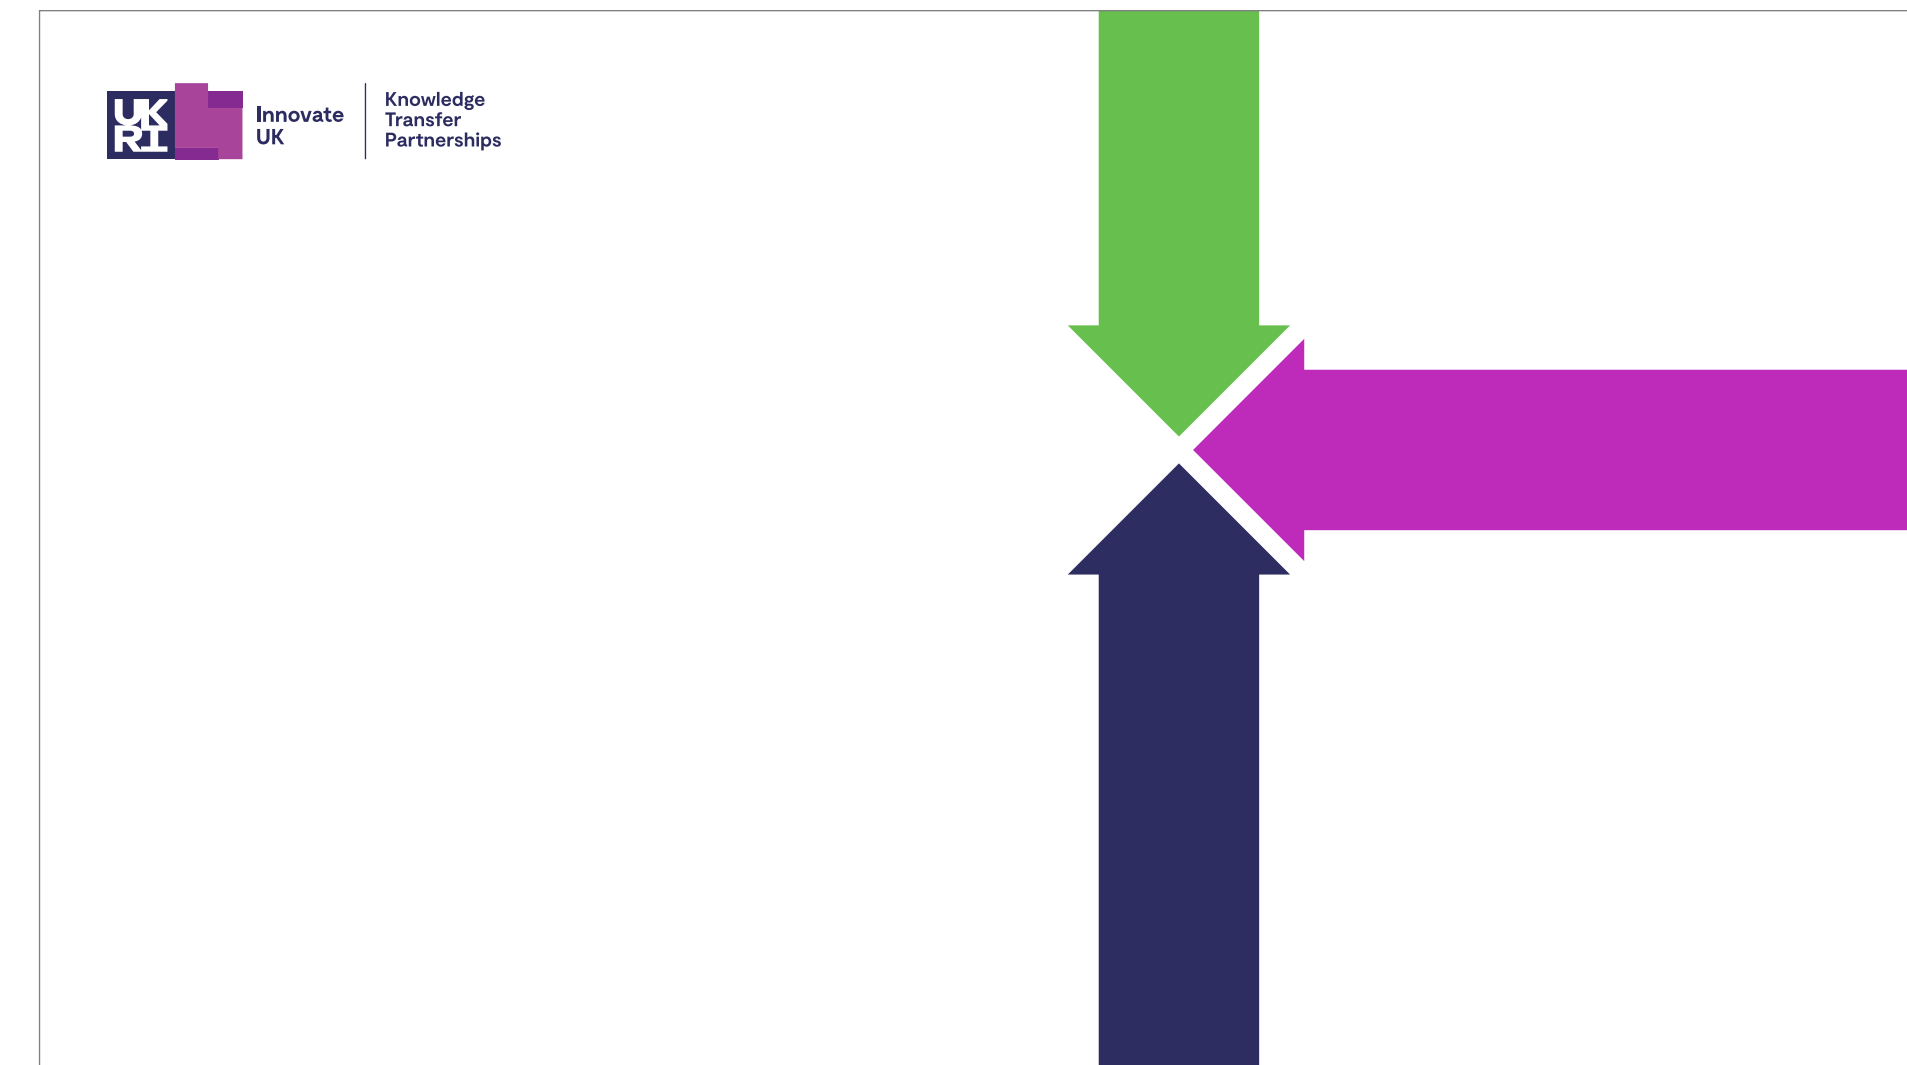 UK
RI
Innovate
UK
Knowledge
Transfer
Partnerships